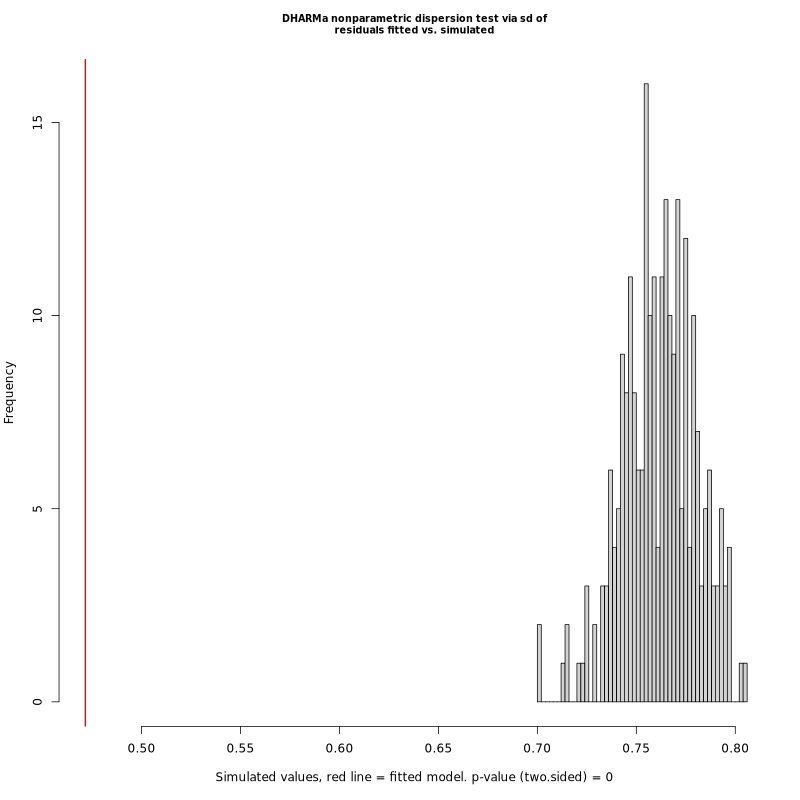 DHARMa nonparametric dispersion test via sd of
residuals fitted vs. simulated
Frequency
15
10
5
0
0.50 0.55 0.60 0.65 0.70 0.75 0.80
Simulated values, red line = fitted model. p-value (two.sided) = 0